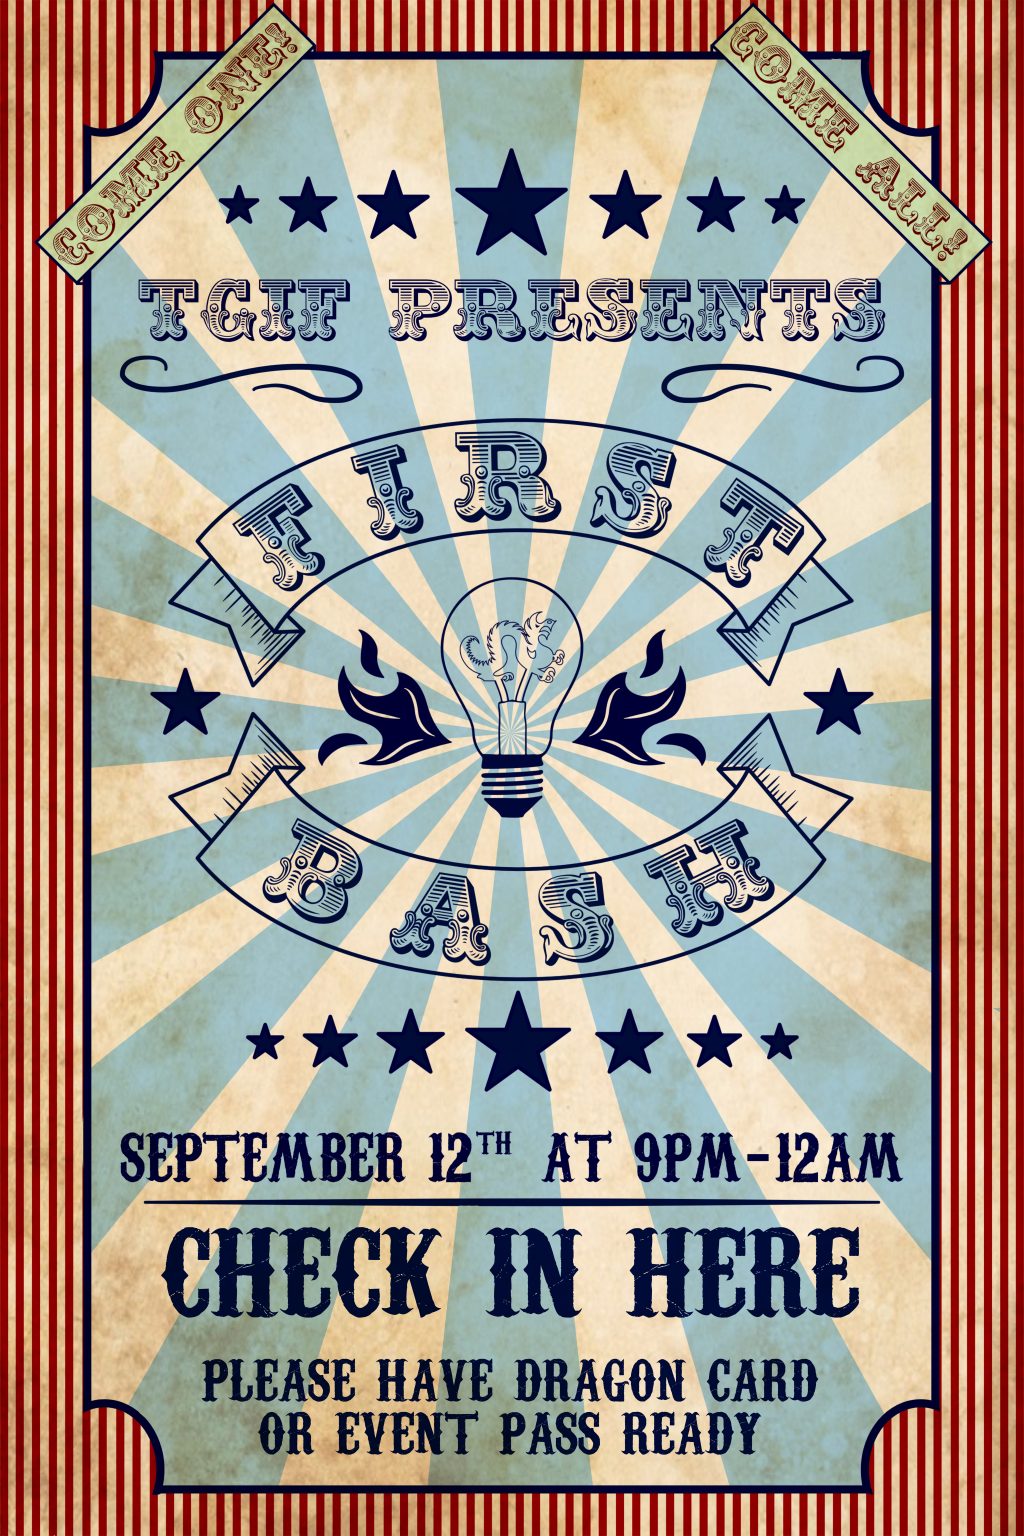 COME ONE!
COME ALL!
TGIF PRESENTS
FIRST
BASH
SEPTEMBER 12TH AT 9PM-12AM
CHECK IN HERE
PLEASE HAVE DRAGON CARD
OR EVENT PASS READY